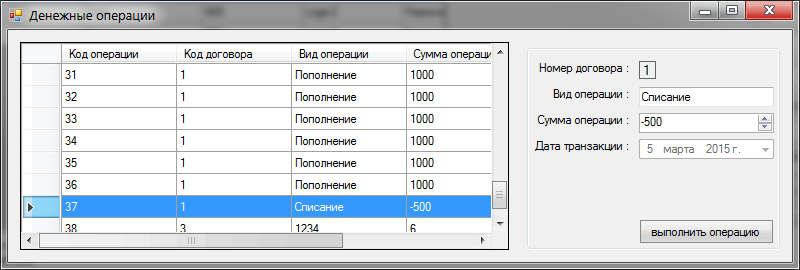 Денежные операции
Код операции Код договора Вид операции Сумма операци
31 1 Пополнение 1000
32 1 Пополнение 1000
33 1 Пополнение 1000
34 1 Пополнение 1000
35 1 Пополнение 1000
36 1 Пополнение 1000
37 1 Списание -500
38 3 1234 6
Номер договора : 1
Вид операции : Списание
Сумма операции : -500
Дата транзакции : 5 марта 2015 г.
выполнить операцию